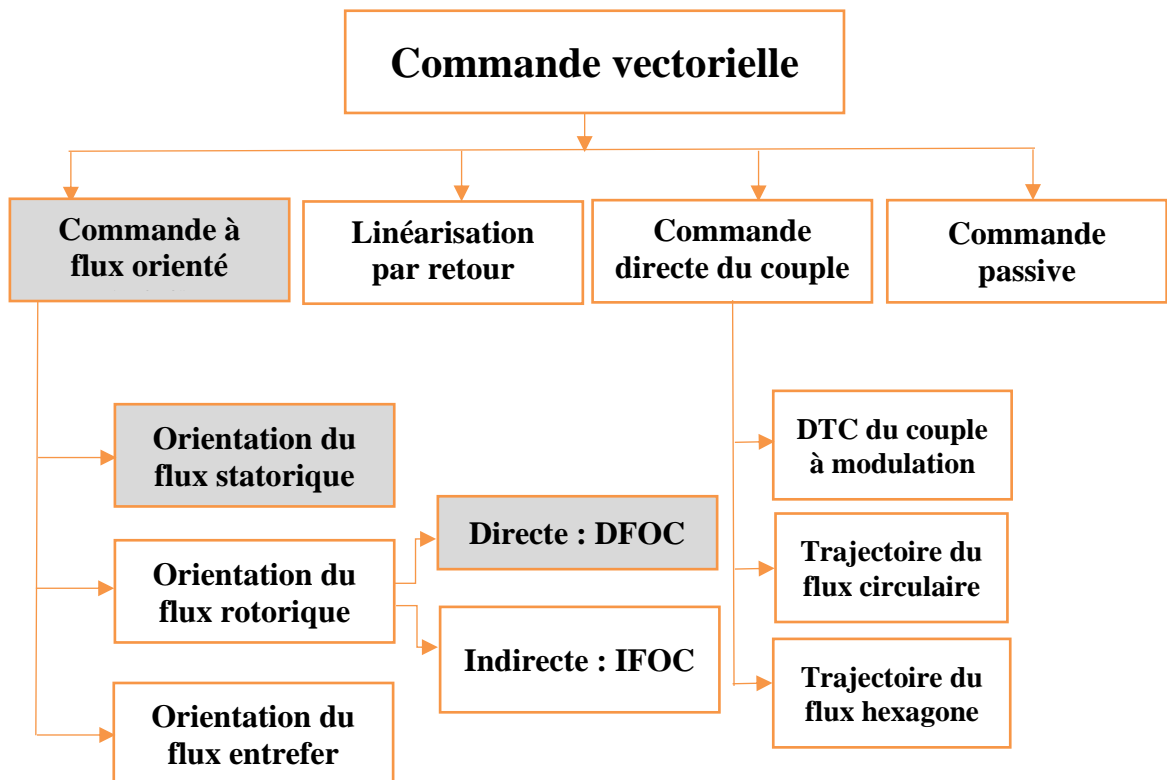 Commande vectorielle
Commande à
flux orienté
Linéarisation
par retour
Commande
directe du couple
Commande
passive
Orientation du
flux statorique
Orientation du
flux rotorique
Orientation du
flux entrefer
Directe : DFOC
Indirecte : IFOC
DTC du couple
à modulation
Trajectoire du
flux circulaire
Trajectoire du
flux hexagone